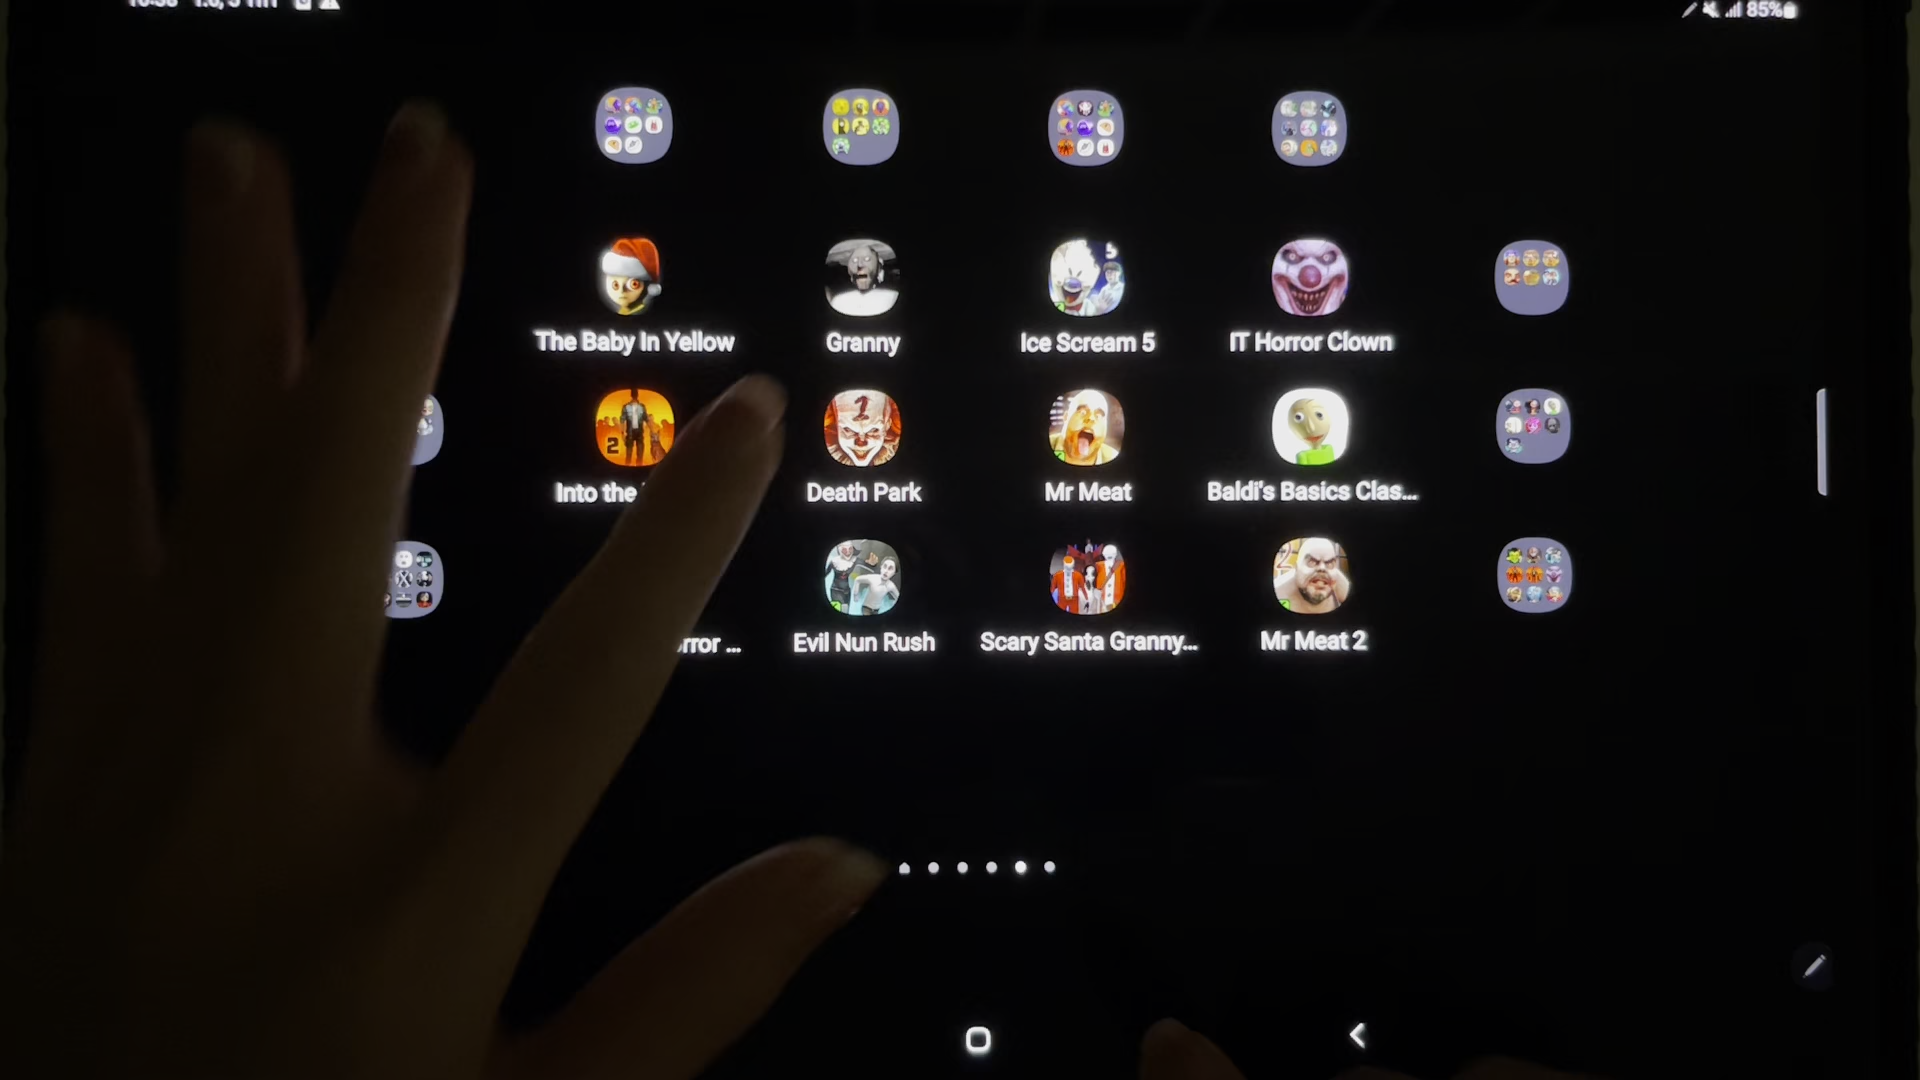 85%
The Baby In Yellow
Granny
Ice Scream 5
IT Horror Clown
Into the
Death Park
Mr Meat
Baldi's Basics Clas...
rror ...
Evil Nun Rush
Scary Santa Granny...
Mr Meat 2